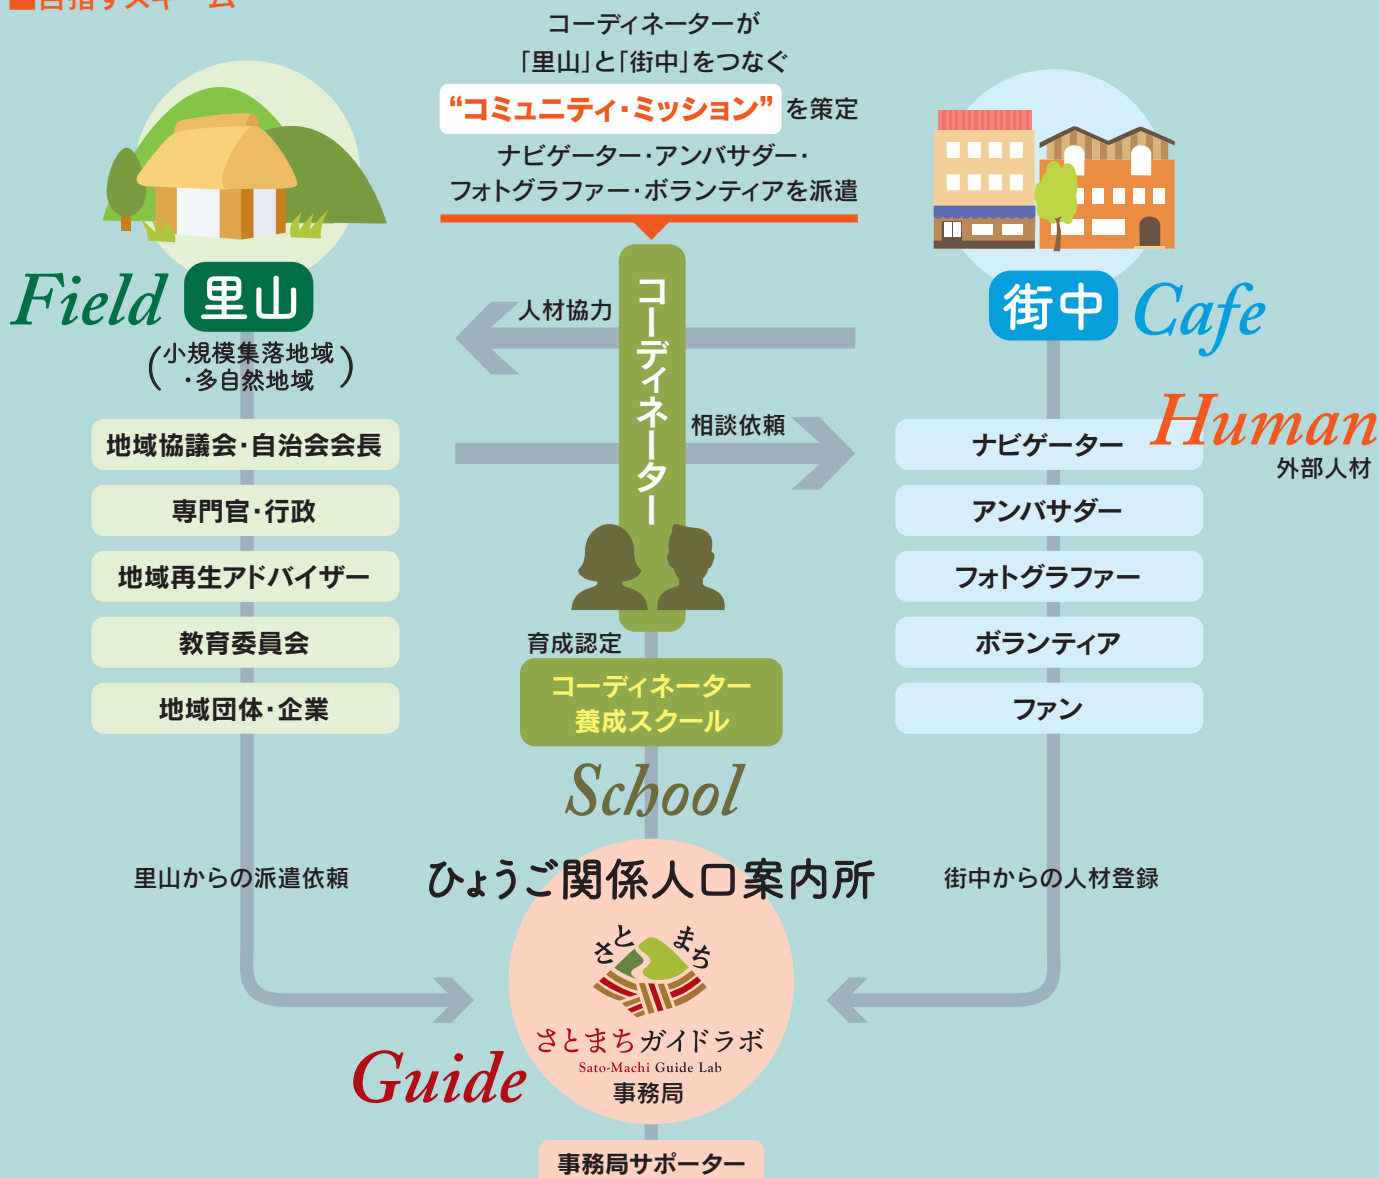 ■目指すスキーム
コーディネーターが
「里山」と「街中」をつなぐ
“コミュニティ・ミッション” を策定
ナビゲーター・アンバサダー・
フォトグラファー・ボランティアを派遣
Field 里山
(小規模集落地域
・多自然地域)
地域協議会・自治会会長
専門官・行政
地域再生アドバイザー
教育委員会
地域団体・企業
里山からの派遣依頼
人材協力
コーディネーター
相談依頼
育成認定
コーディネーター
養成スクール
School
街中 Cafe
Human
外部人材
ナビゲーター
アンバサダー
フォトグラファー
ボランティア
ファン
街中からの人材登録
ひょうご関係人口案内所
さと まち
さとまちガイドラボ
Sato-Machi Guide Lab
事務局
Guide
事務局サポーター